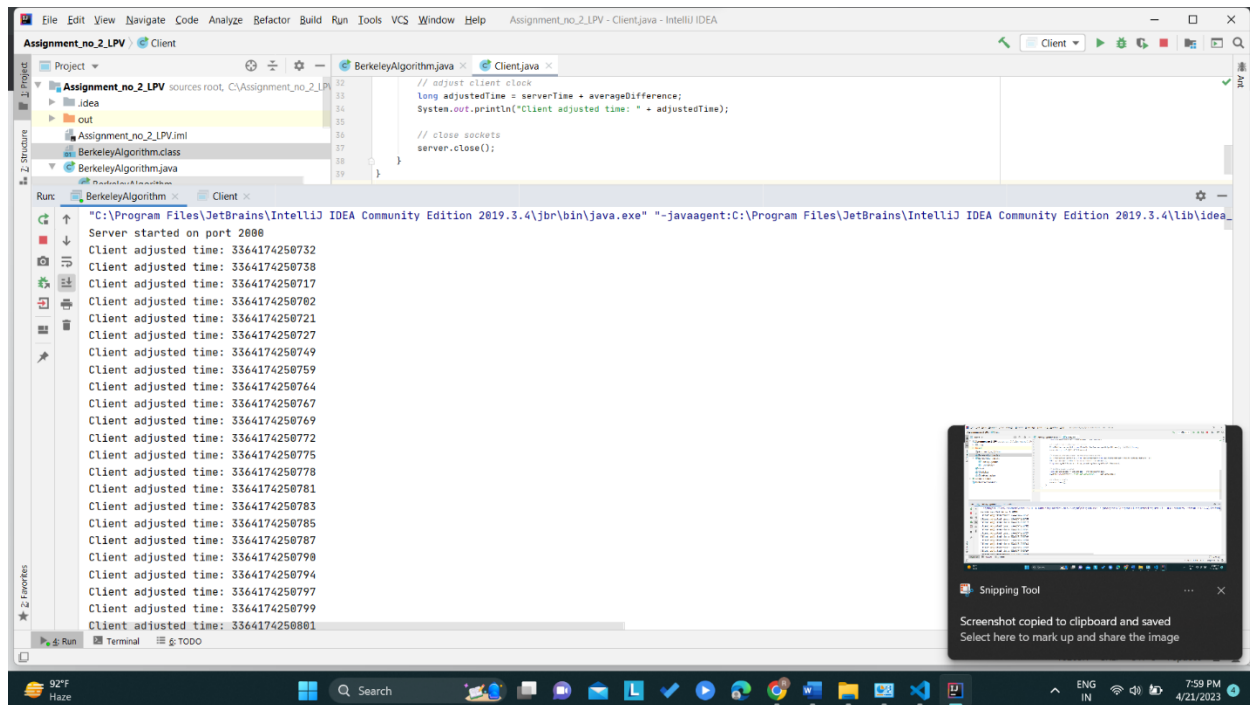 File Edit View Navigate Code Analyze Refactor Build Run Tools VCS Window Help Assignment_no_2_LPV - Client.java - IntelliJ IDEA
Assignment_no_2_LPV Client
Client
Project
BerkeleyAlgorithm.java Client.java
1: Project
Ant
Assignment_no_2_LPV sources root, C:\Assignment_no_2_LPV
.idea
out
Assignment_no_2_LPV.iml
BerkeleyAlgorithm.class
BerkeleyAlgorithm.java
BerkeleyAlgorithm
Z: Structure
32 // adjust client clock
33 long adjustedTime = serverTime + averageDifference;
34 System.out.println("Client adjusted time: " + adjustedTime);
35
36 // close sockets
37 server.close();
38 }
39 }
Run: BerkeleyAlgorithm Client
"C:\Program Files\JetBrains\IntelliJ IDEA Community Edition 2019.3.4\jbr\bin\java.exe" "-javaagent:C:\Program Files\JetBrains\IntelliJ IDEA Community Edition 2019.3.4\lib\idea_
Server started on port 2000
Client adjusted time: 3364174250732
Client adjusted time: 3364174250738
Client adjusted time: 3364174250717
Client adjusted time: 3364174250702
Client adjusted time: 3364174250721
Client adjusted time: 3364174250727
Client adjusted time: 3364174250749
Client adjusted time: 3364174250759
Client adjusted time: 3364174250764
Client adjusted time: 3364174250767
Client adjusted time: 3364174250769
Client adjusted time: 3364174250772
Client adjusted time: 3364174250775
Client adjusted time: 3364174250778
Client adjusted time: 3364174250781
Client adjusted time: 3364174250783
Client adjusted time: 3364174250785
Client adjusted time: 3364174250787
Client adjusted time: 3364174250790
Client adjusted time: 3364174250794
Client adjusted time: 3364174250797
Client adjusted time: 3364174250799
Client adjusted time: 3364174250801
2: Favorites
Snipping Tool
Screenshot copied to clipboard and saved
Select here to mark up and share the image
4: Run Terminal 6: TODO
92°F
Haze
Search
ENG
IN
7:59 PM
4/21/2023
4